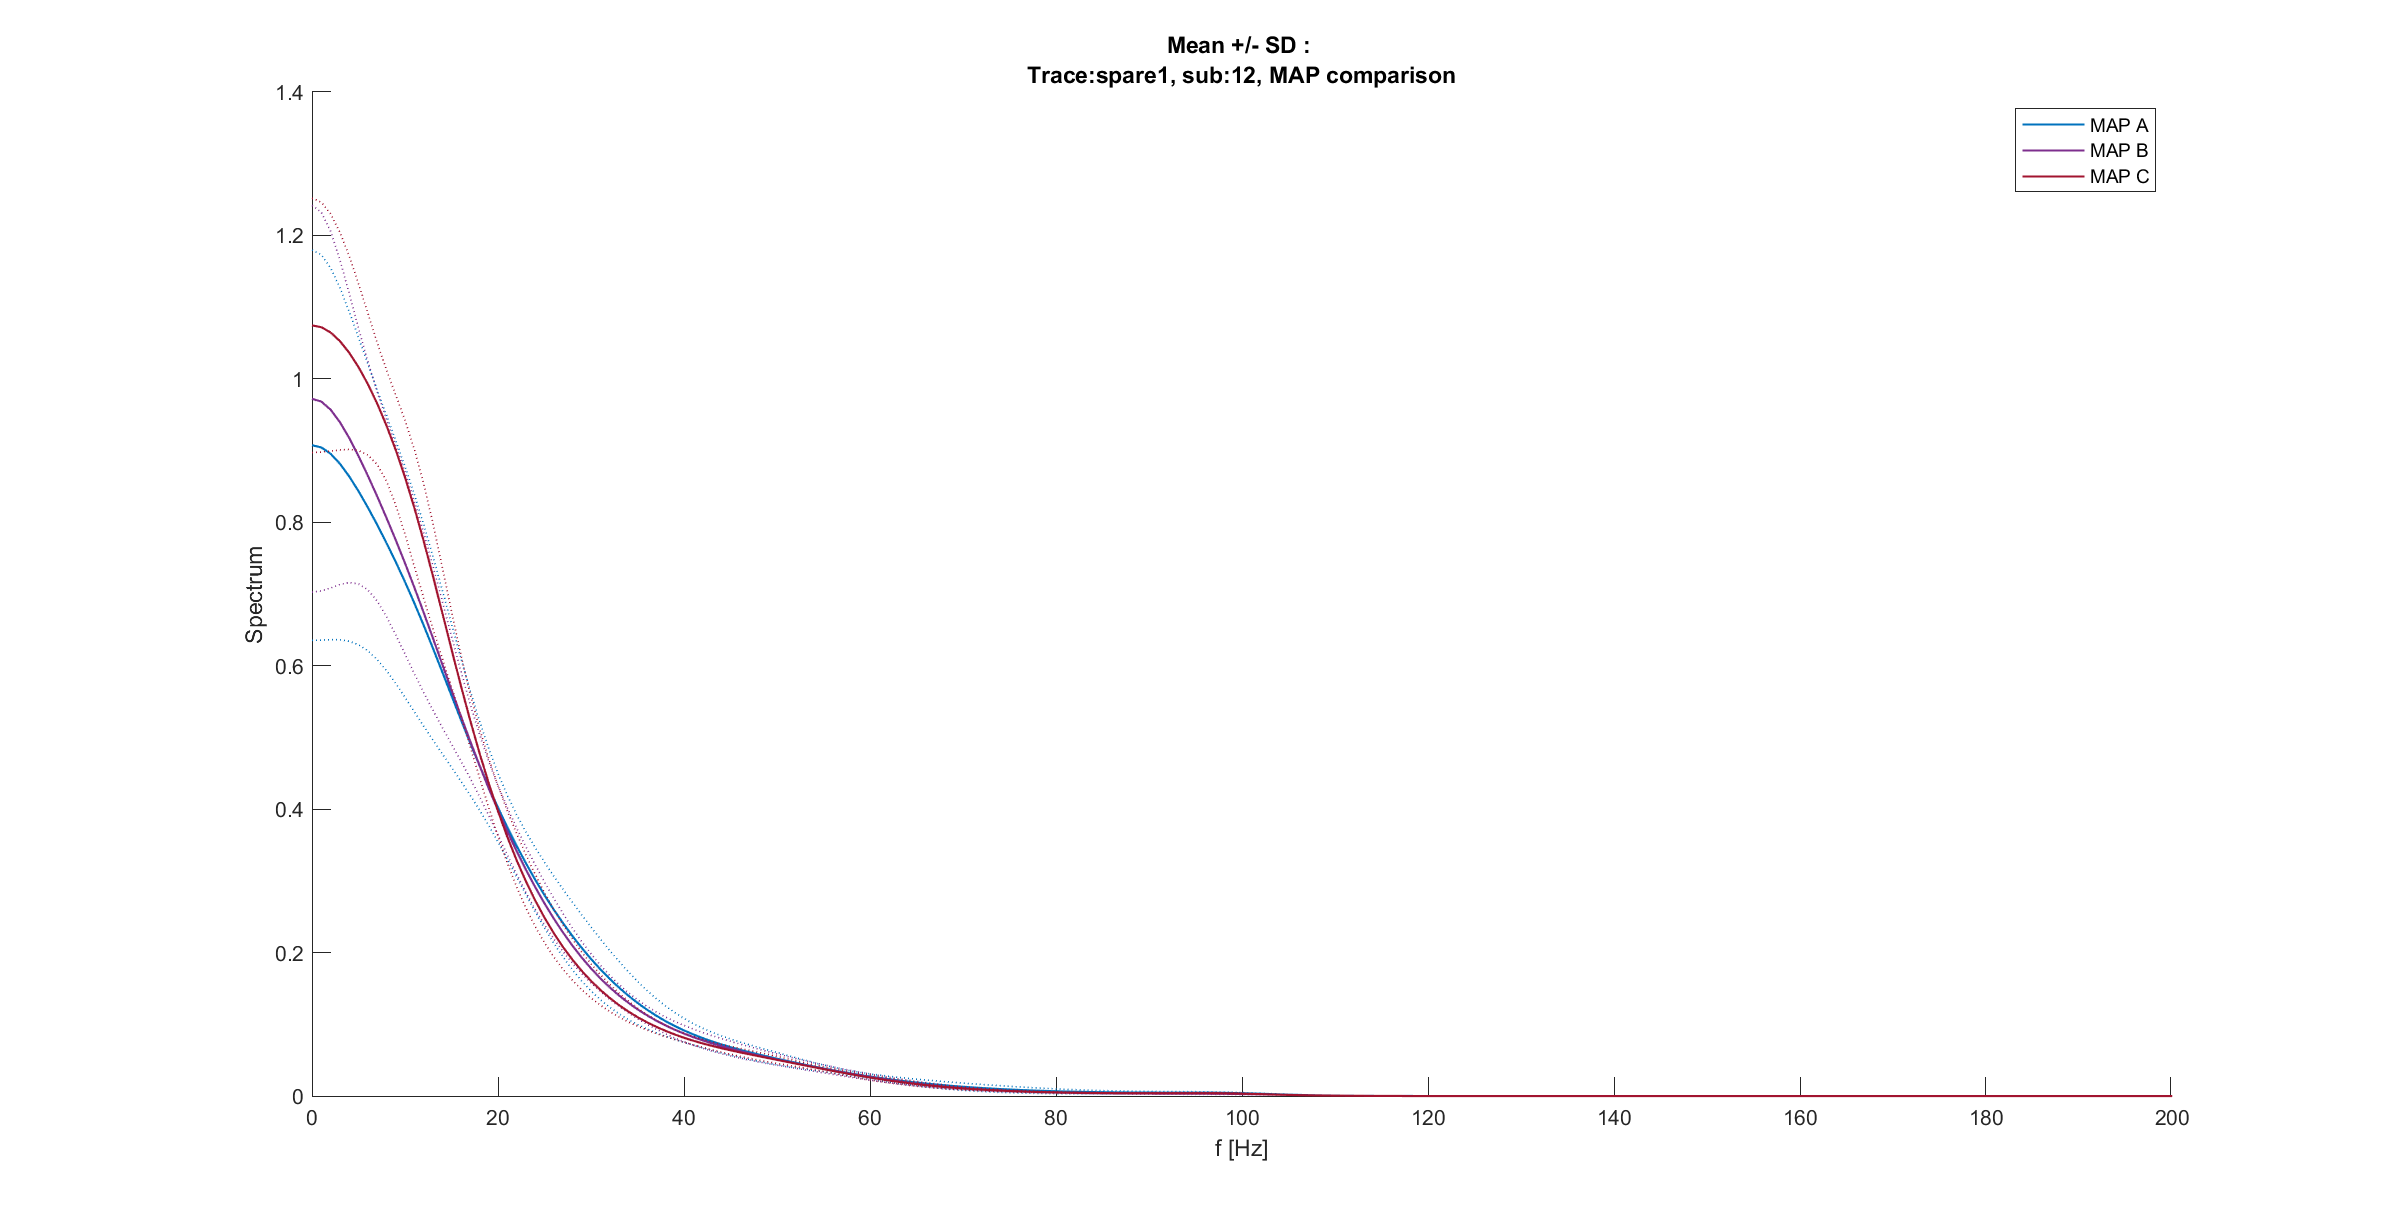 Mean +/- SD :
Trace:spare1, sub:12, MAP comparison
1.4
1.2
1
0.8
0.6
0.4
0.2
0
Spectrum
MAP A
MAP B
MAP C
0 20 40 60 80 100 120 140 160 180 200
f [Hz]